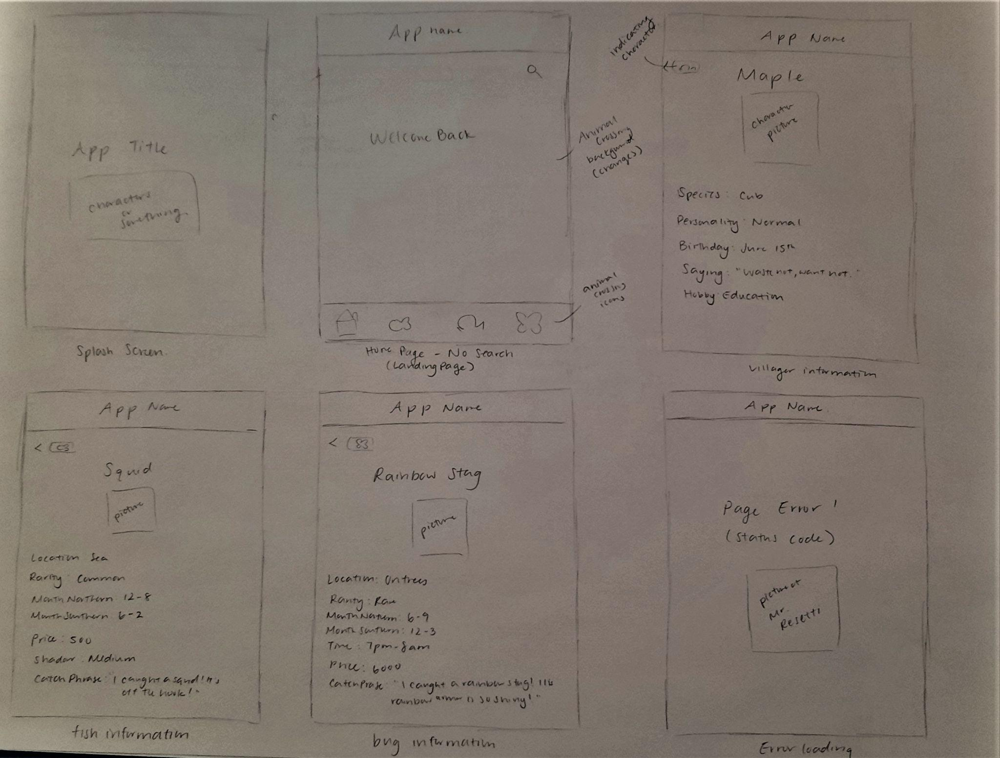 App Title
characters
or
something.
Splash Screen.
App name
Welcome Back
Animal
Crossing
background
(changes)
animal
crossing
icons
Home Page - No Search
(Landing page)
indicating
character
App Name
Maple
character
picture
Species: Cub
Personality: Normal
Birthday: June 15th
Saying: "Waste not, want not."
Hobby: Education
Villager information
App Name
<
Squid
picture
Location Sea
Rarity: Common
Month Northern 12-8
Month Southern 6-2
Price: 500
Shadow: Medium
Catch Phrase: "I caught a squid! It's
off the hook!"
fish information
App Name
<
Rainbow Stag
picture
Location: On trees
Rarity: Rare
Month Northern: 6-9
Month Southern: 12-3
Time: 7pm-8am
Price: 6000
CatchPrase "I caught a rainbow stag! Its
rainbow armor is so shiny!"
bug information
App Name
Page Error!
(Status code)
picture of
Mr.
Resetti
Error loading